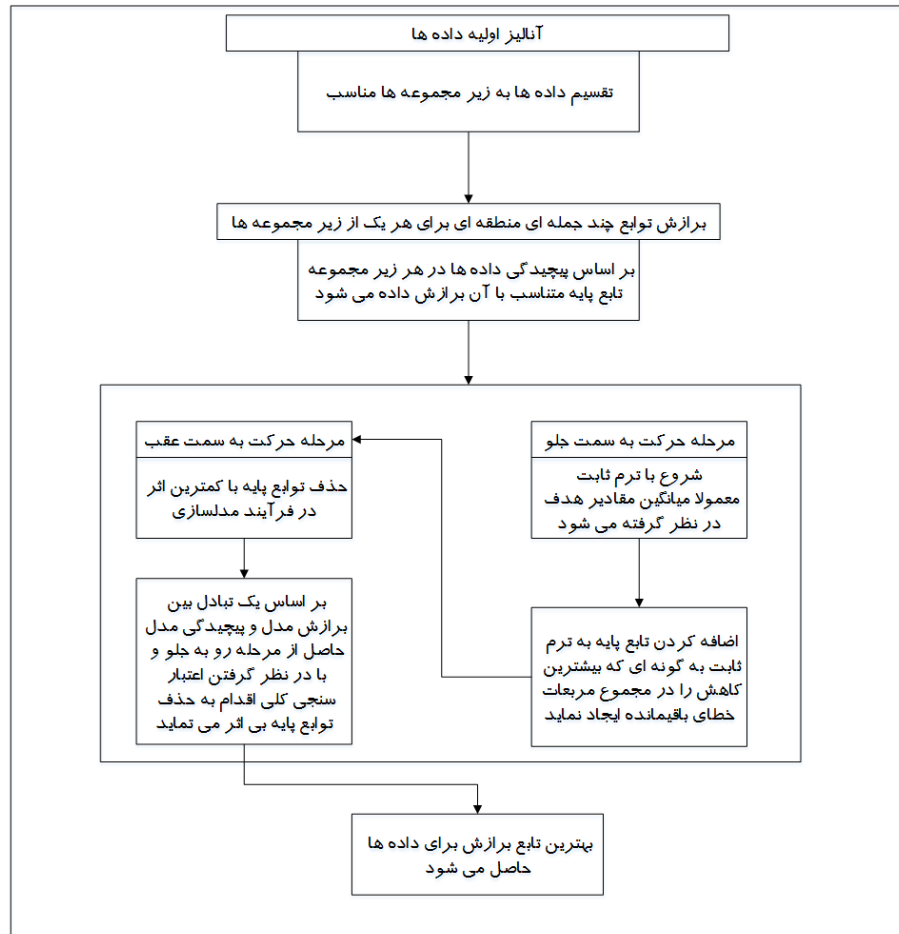 آنالیز اولیه داده ها
تقسیم داده ها به زیر مجموعه ها مناسب
برازش توابع چند جمله ای منطقه ای برای هر یک از زیر مجموعه ها
بر اساس پیچیدگی داده ها در هر زیر مجموعه
تابع پایه متناسب با آن برازش داده می شود
مرحله حرکت به سمت جلو
شروع با ترم ثابت
معمولا میانگین مقادیر هدف
در نظر گرفته می شود
اضافه کردن تابع پایه به ترم
ثابت به گونه ای که بیشترین
کاهش را در مجموع مربعات
خطای باقیمانده ایجاد نماید
مرحله حرکت به سمت عقب
حذف توابع پایه با کمترین اثر
در فرآیند مدلسازی
بر اساس یک تبادل بین
برازش مدل و پیچیدگی مدل
حاصل از مرحله رو به جلو و
با در نظر گرفتن اعتبار
سنجی کلی اقدام به حذف
توابع پایه بی اثر می تماید
بهترین تابع برازش برای داده ها
حاصل می شود